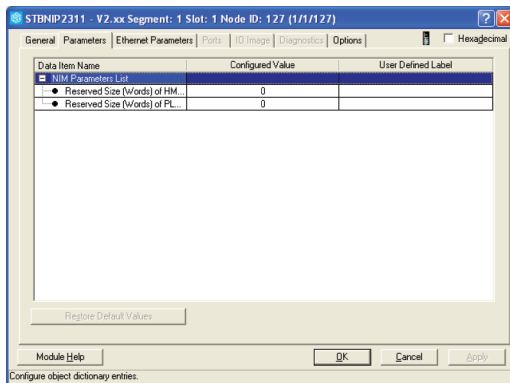 STBNIP2311 - V2.xx Segment: 1 Slot: 1 Node ID: 127 (1/1/127)
General Parameters Ethernet Parameters Ports IO Image Diagnostics Options Hexadecimal
Data Item Name Configured Value User Defined Label
NIM Parameters List
Reserved Size (Words) of HM... 0
Reserved Size (Words) of PL... 0
Restore Default Values
Module Help OK Cancel Apply
Configure object dictionary entries.